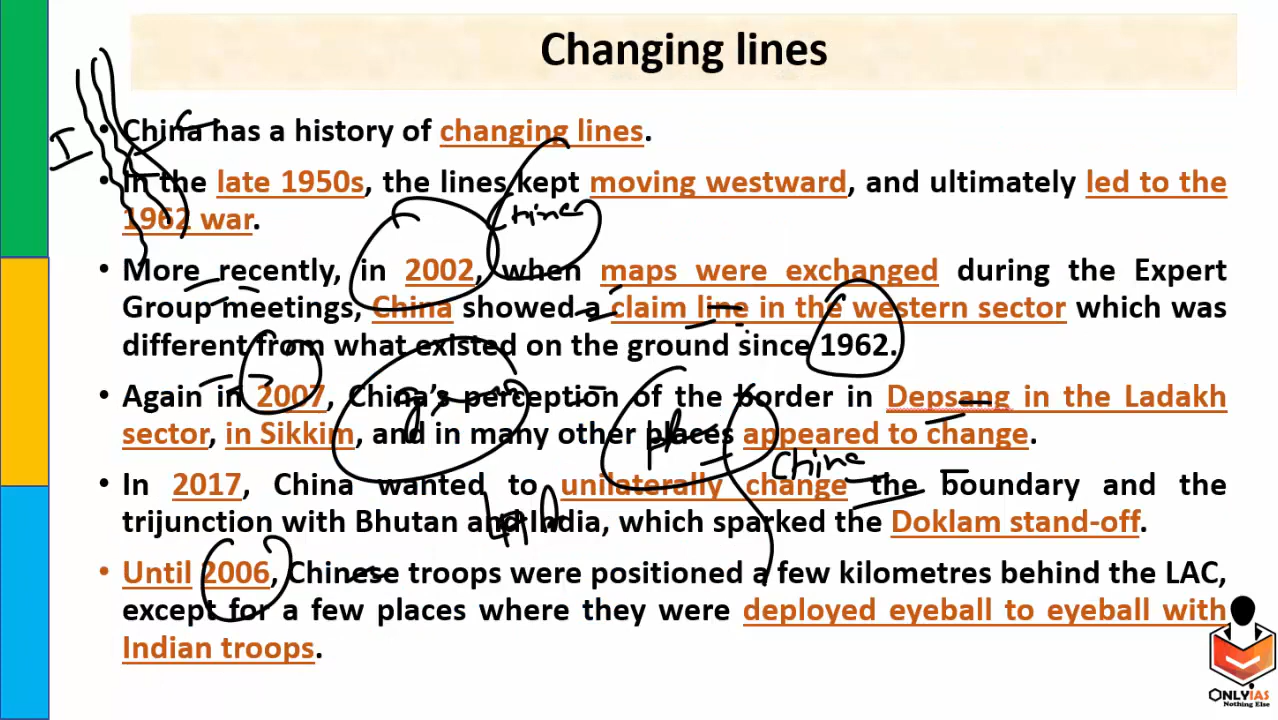 Changing lines
• China has a history of changing lines.
• In the late 1950s, the lines kept moving westward, and ultimately led to the
1962 war.
• More recently, in 2002, when maps were exchanged during the Expert
Group meetings, China showed a claim line in the western sector which was
different from what existed on the ground since 1962.
• Again in 2007, China's perception of the border in Depsang in the Ladakh
sector, in Sikkim, and in many other places appeared to change.
China
• In 2017, China wanted to unilaterally change the boundary and the
trijunction with Bhutan and India, which sparked the Doklam stand-off.
• Until 2006, Chinese troops were positioned a few kilometres behind the LAC,
except for a few places where they were deployed eyeball to eyeball with
Indian troops.
I
C
ONLYIAS
Nothing Else